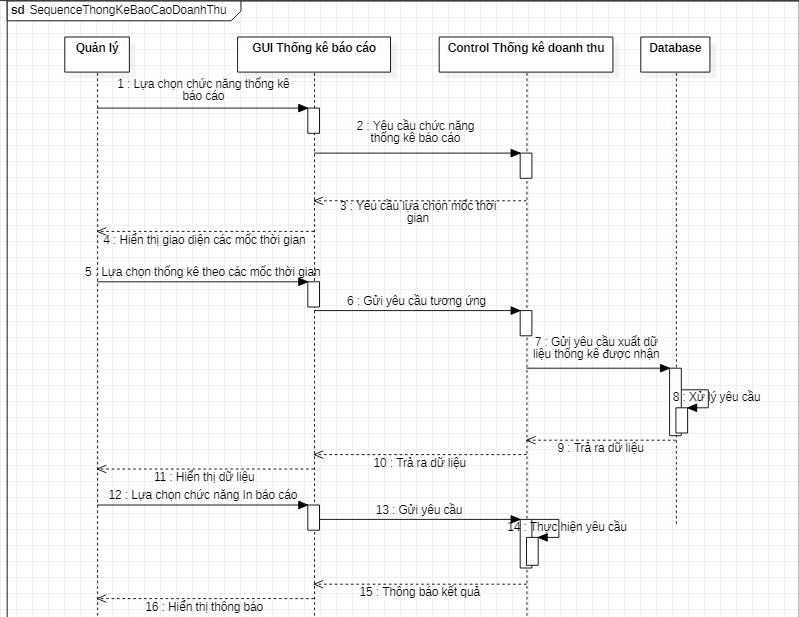 sd SequenceThongKeBaoCaoDoanhThu
Quản lý
GUI Thống kê báo cáo
Control Thống kê doanh thu
Database
1 : Lựa chọn chức năng thống kê
báo cáo
2 : Yêu cầu chức năng
thống kê báo cáo
3 : Yêu cầu lựa chọn mốc thời
gian
4 : Hiển thị giao diện các mốc thời gian
5 : Lựa chọn thống kê theo các mốc thời gian
6 : Gửi yêu cầu tương ứng
7 : Gửi yêu cầu xuất dữ
liệu thống kê được nhận
8 : Xử lý yêu cầu
9 : Trả ra dữ liệu
10 : Trả ra dữ liệu
11 : Hiển thị dữ liệu
12 : Lựa chọn chức năng In báo cáo
13 : Gửi yêu cầu
14 : Thực hiện yêu cầu
15 : Thông báo kết quả
16 : Hiển thị thông báo